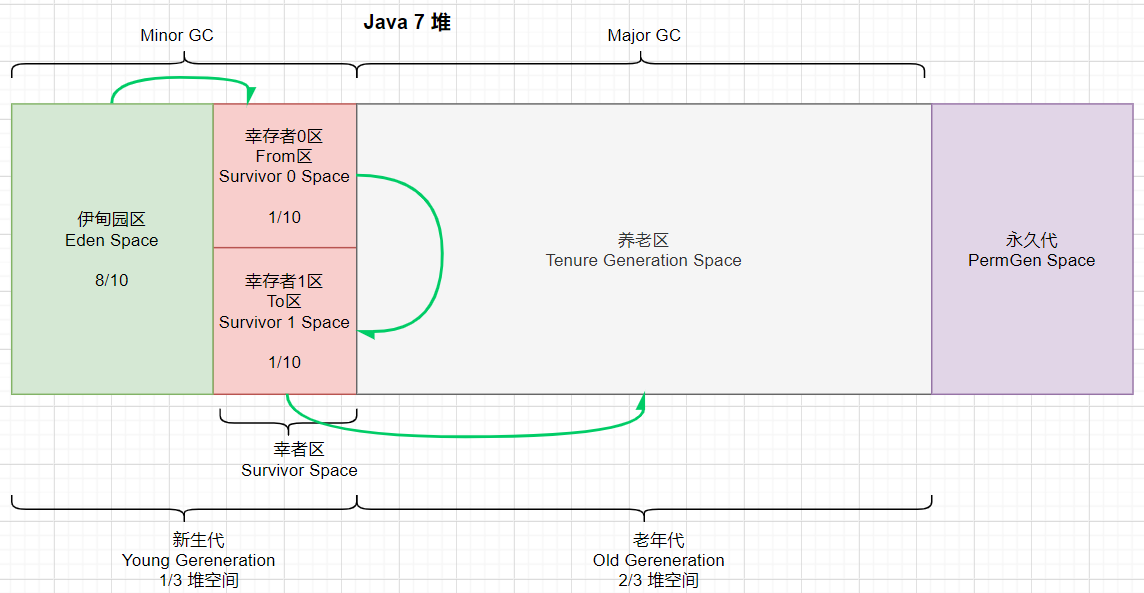 Java 7 堆
Minor GC
Major GC
伊甸园区
Eden Space
8/10
幸存者0区
From区
Survivor 0 Space
1/10
幸存者1区
To区
Survivor 1 Space
1/10
养老区
Tenure Generation Space
永久代
PermGen Space
幸者区
Survivor Space
新生代
Young Gereneration
1/3 堆空间
老年代
Old Gereneration
2/3 堆空间